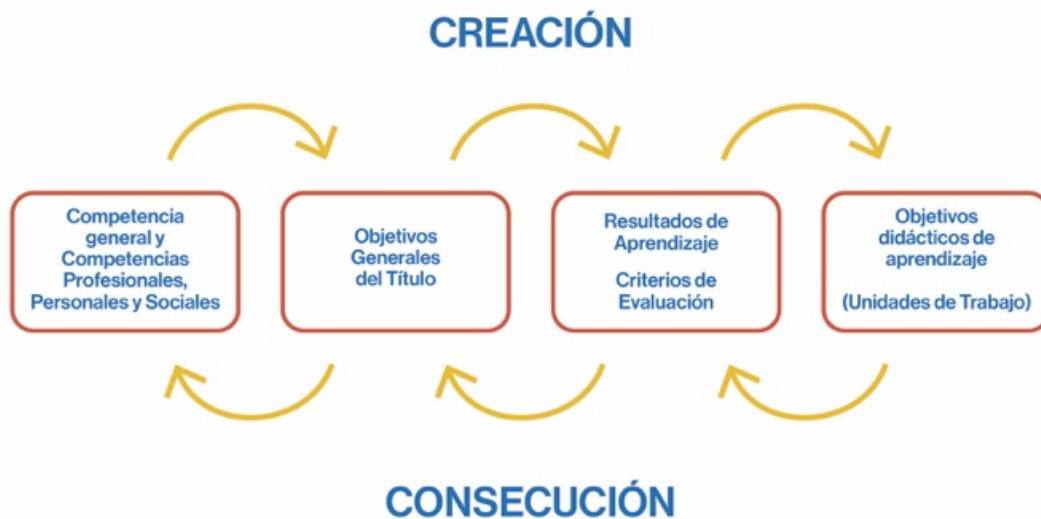 CREACIÓN
Competencia
general y
Competencias
Profesionales,
Personales y Sociales
Objetivos
Generales
del Título
Resultados de
Aprendizaje
Criterios de
Evaluación
Objetivos
didácticos de
aprendizaje
(Unidades de Trabajo)
CONSECUCIÓN